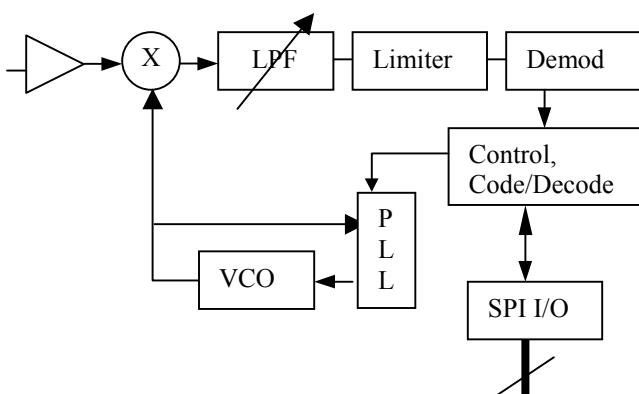 X
LPF
Limiter
Demod
Control,
Code/Decode
P
L
L
VCO
SPI I/O